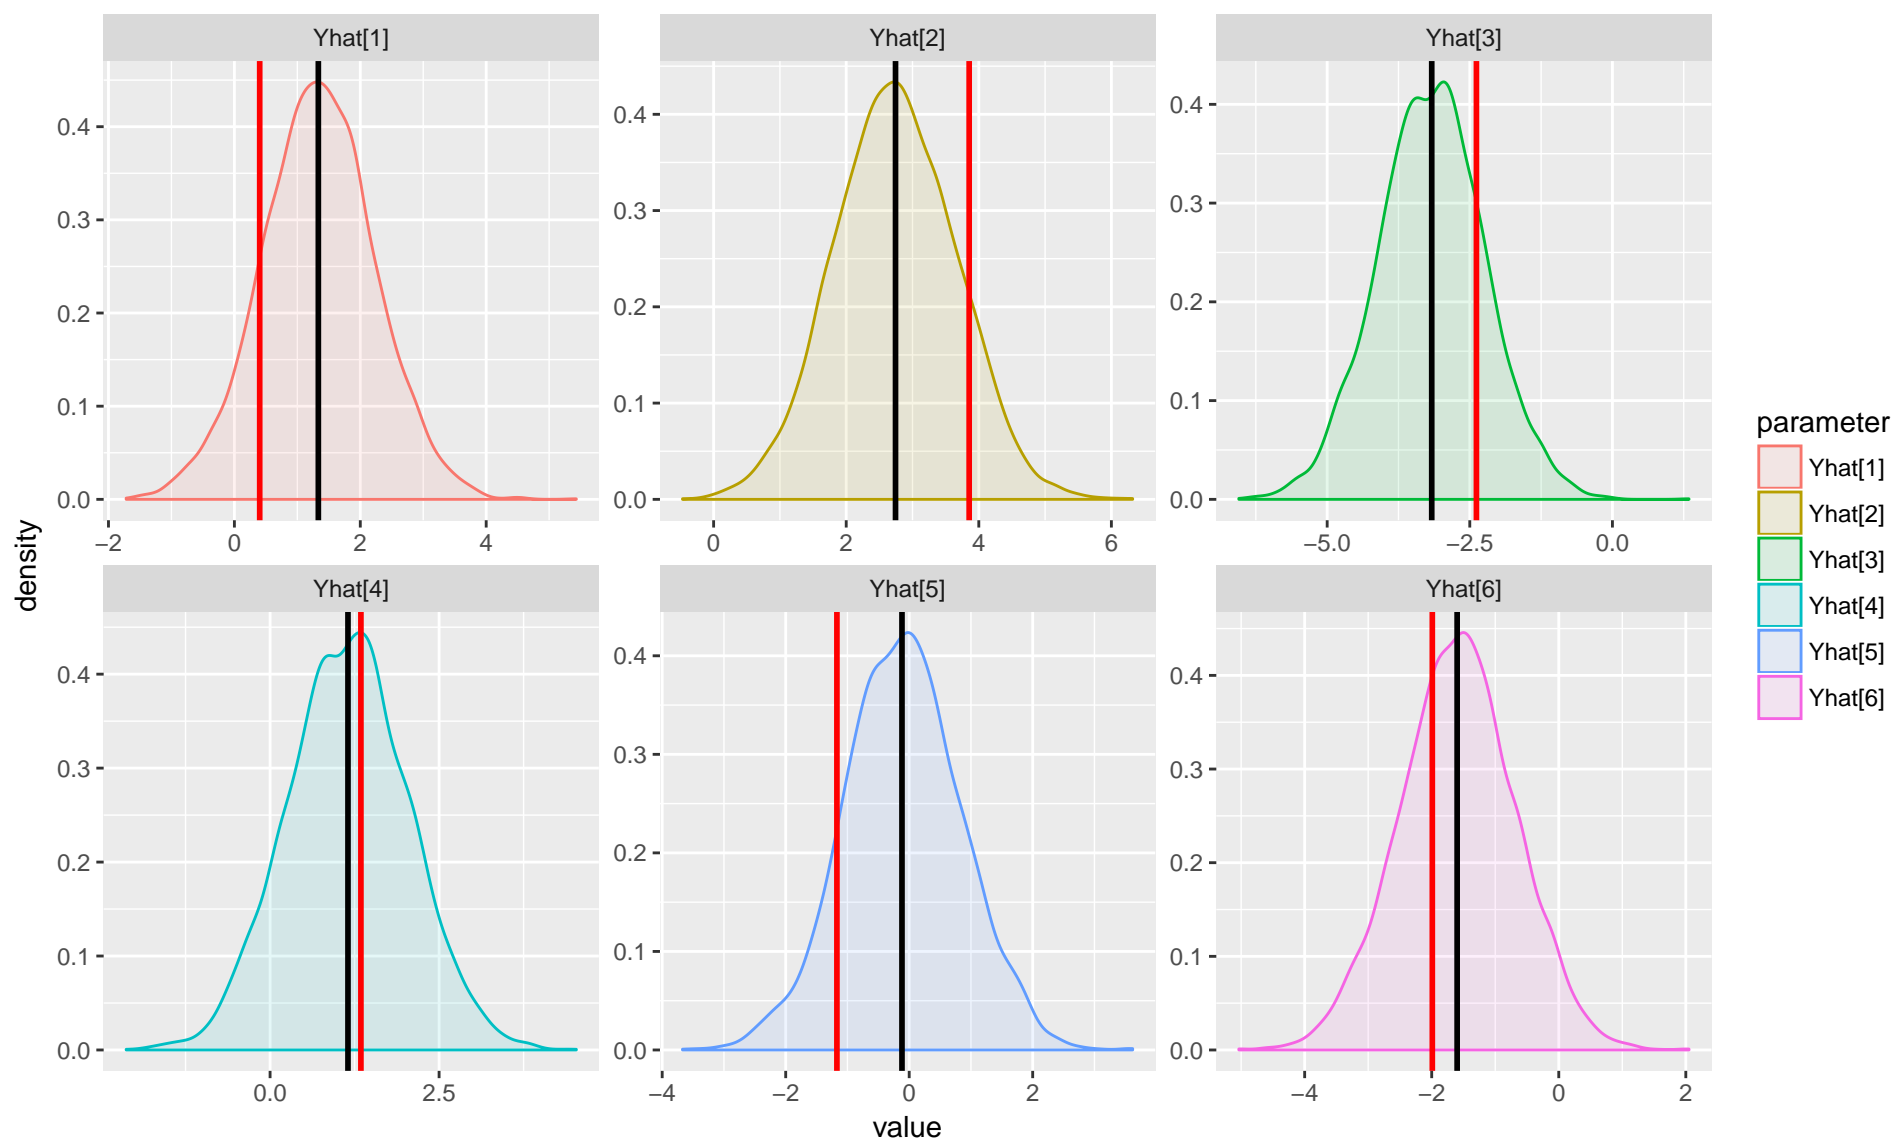 Yhat[1] Yhat[2] Yhat[3]
0.4 0.4 0.4
0.3 0.3 0.3
0.2 0.2 0.2
0.1 0.1 0.1
0.0 0.0 0.0
−2 0 2 4 0 2 4 6 −5.0 −2.5 0.0
density
Yhat[4] Yhat[5] Yhat[6]
0.4 0.4 0.4
0.3 0.3 0.3
0.2 0.2 0.2
0.1 0.1 0.1
0.0 0.0 0.0
0.0 2.5 −4 −2 0 2 −4 −2 0 2
value
parameter
Yhat[1]
Yhat[2]
Yhat[3]
Yhat[4]
Yhat[5]
Yhat[6]